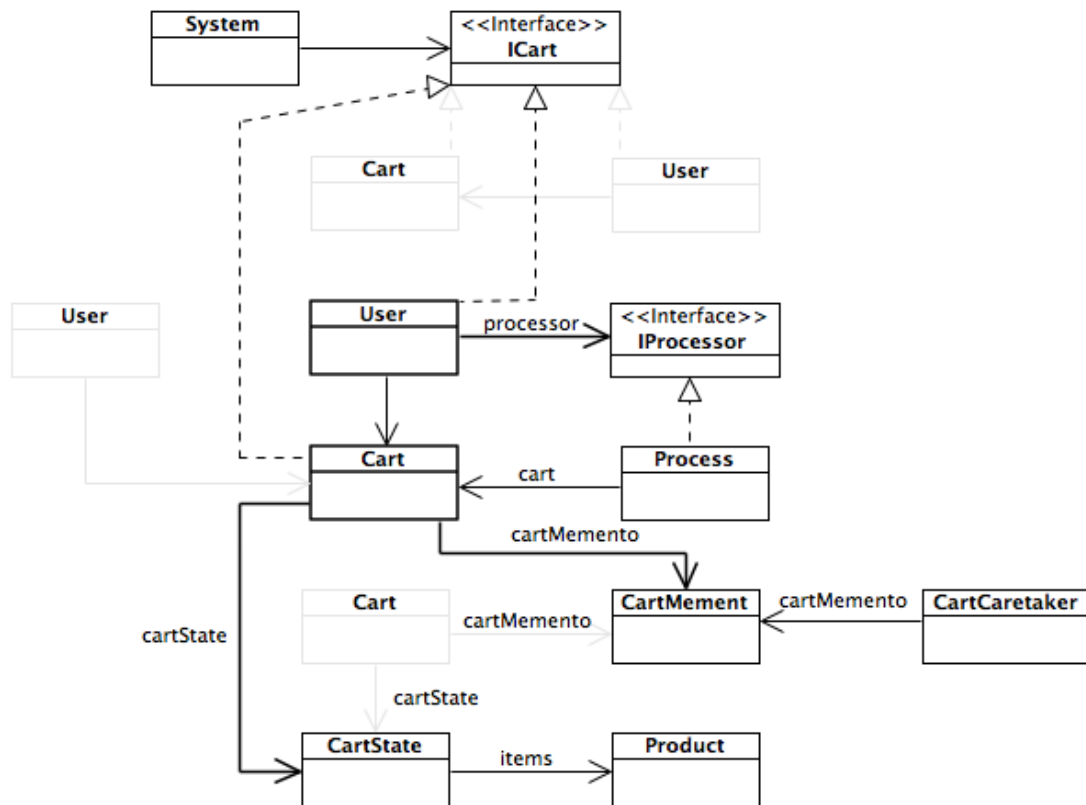 System
<<Interface>>
ICart
Cart
User
User
User
processor
<<Interface>>
IProcessor
Cart
cart
Process
cartMemento
cartState
Cart
cartMemento
CartMement
cartMemento
CartCaretaker
cartState
CartState
items
Product